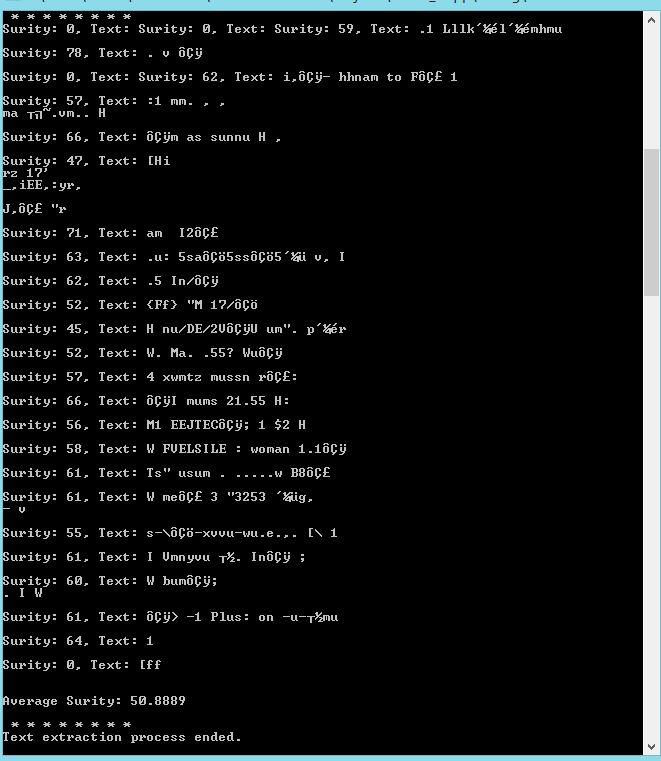 * * * * * * * *
Surity: 0, Text: Surity: 0, Text: Surity: 59, Text: .1 Lllk´¼él´¼émhmu
Surity: 78, Text: . v ôÇÿ
Surity: 0, Text: Surity: 62, Text: i,ôÇÿ- hhnam to FôÇ£ 1
Surity: 57, Text: :1 mm. , ,
ma ┬╗~.vm.. H
Surity: 66, Text: ôÇÿm as sunnu H ,
Surity: 47, Text: [Hi
rz 17'
_,iEE,:yr,
J,ôÇ£ "r
Surity: 71, Text: am  I2ôÇ£
Surity: 63, Text: .u: 5saôÇö5ssôÇö5´¼ü v, I
Surity: 62, Text: .5 In/ôÇÿ
Surity: 52, Text: {Ff} "M 17/ôÇö
Surity: 45, Text: H nu/DE/2VôÇÿU um". p´¼ér
Surity: 52, Text: W. Ma. .55? WuôÇÿ
Surity: 57, Text: 4 xwmtz mussn rôÇ£:
Surity: 66, Text: ôÇÿI mums 21.55 H:
Surity: 56, Text: M1 EEJTECôÇÿ; 1 $2 H
Surity: 58, Text: W FVELSILE : woman 1.1ôÇÿ
Surity: 61, Text: Ts" usum . .....w B8ôÇ£
Surity: 61, Text: W meôÇ£ 3 "3253 ´¼üg,
- v
Surity: 55, Text: s-\ôÇö-xvvu-wu.e.,. [\ 1
Surity: 61, Text: I Vmnyvu ┬½. InôÇÿ ;
Surity: 60, Text: W bumôÇÿ;
. I W
Surity: 61, Text: ôÇÿ> -1 Plus: on -u-┬½mu
Surity: 64, Text: 1
Surity: 0, Text: [ff
Average Surity: 50.8889
* * * * * * * *
Text extraction process ended.